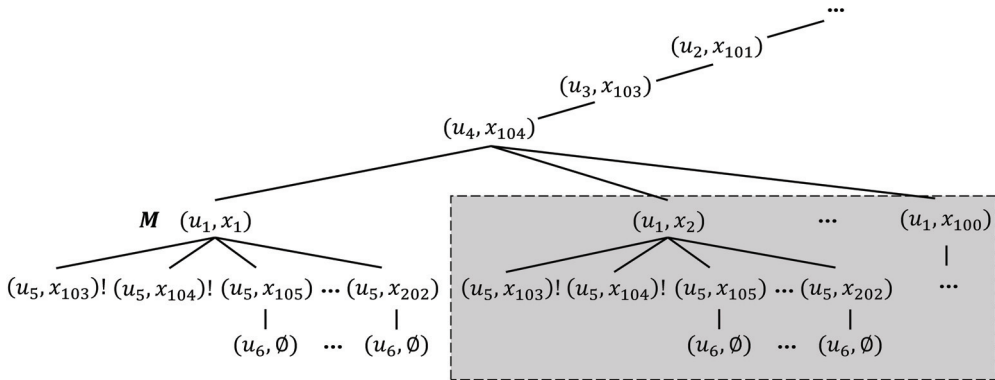 ...
(u₂, x₁₀₁)
(u₃, x₁₀₃)
(u₄, x₁₀₄)
M (u₁, x₁) (u₁, x₂) ... (u₁, x₁₀₀)
(u₅, x₁₀₃)! (u₅, x₁₀₄)! (u₅, x₁₀₅) ... (u₅, x₂₀₂) (u₅, x₁₀₃)! (u₅, x₁₀₄)! (u₅, x₁₀₅) ... (u₅, x₂₀₂) ...
(u₆, ∅) ... (u₆, ∅) (u₆, ∅) ... (u₆, ∅)